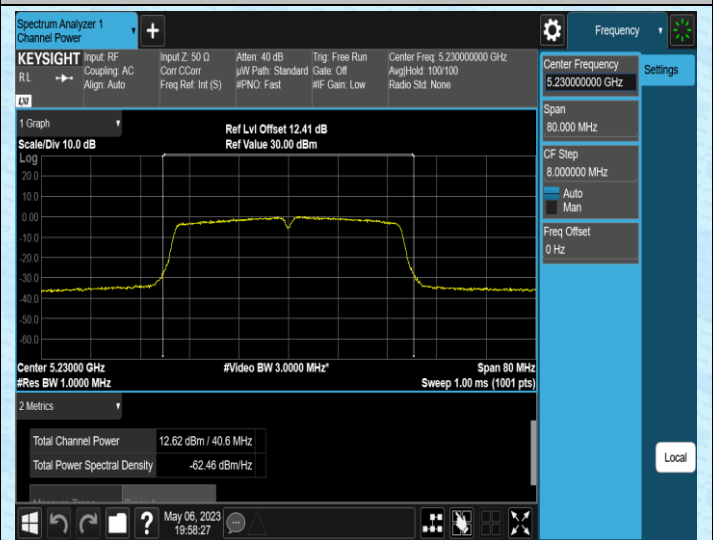 Spectrum Analyzer 1
Channel Power
Frequency
KEYSIGHT
RL
LXI
Input: RF
Coupling: AC
Align: Auto
Input Z: 50 Ω
Corr CCorr
Freq Ref: Int (S)
Atten: 40 dB
µW Path: Standard
#PNO: Fast
Trig: Free Run
Gate: Off
#IF Gain: Low
Center Freq: 5.230000000 GHz
Avg|Hold: 100/100
Radio Std: None
Center Frequency
5.230000000 GHz
Settings
Span
80.000 MHz
CF Step
8.000000 MHz
Auto
Man
Freq Offset
0 Hz
Local
1 Graph
Scale/Div 10.0 dB
Ref Lvl Offset 12.41 dB
Ref Value 30.00 dBm
Log
20.0
10.0
0.00
-10.0
-20.0
-30.0
-40.0
-50.0
-60.0
Center 5.23000 GHz
#Video BW 3.0000 MHz*
Span 80 MHz
#Res BW 1.0000 MHz
Sweep 1.00 ms (1001 pts)
2 Metrics
Total Channel Power 12.62 dBm / 40.6 MHz
Total Power Spectral Density -62.46 dBm/Hz
?
May 06, 2023
19:58:27